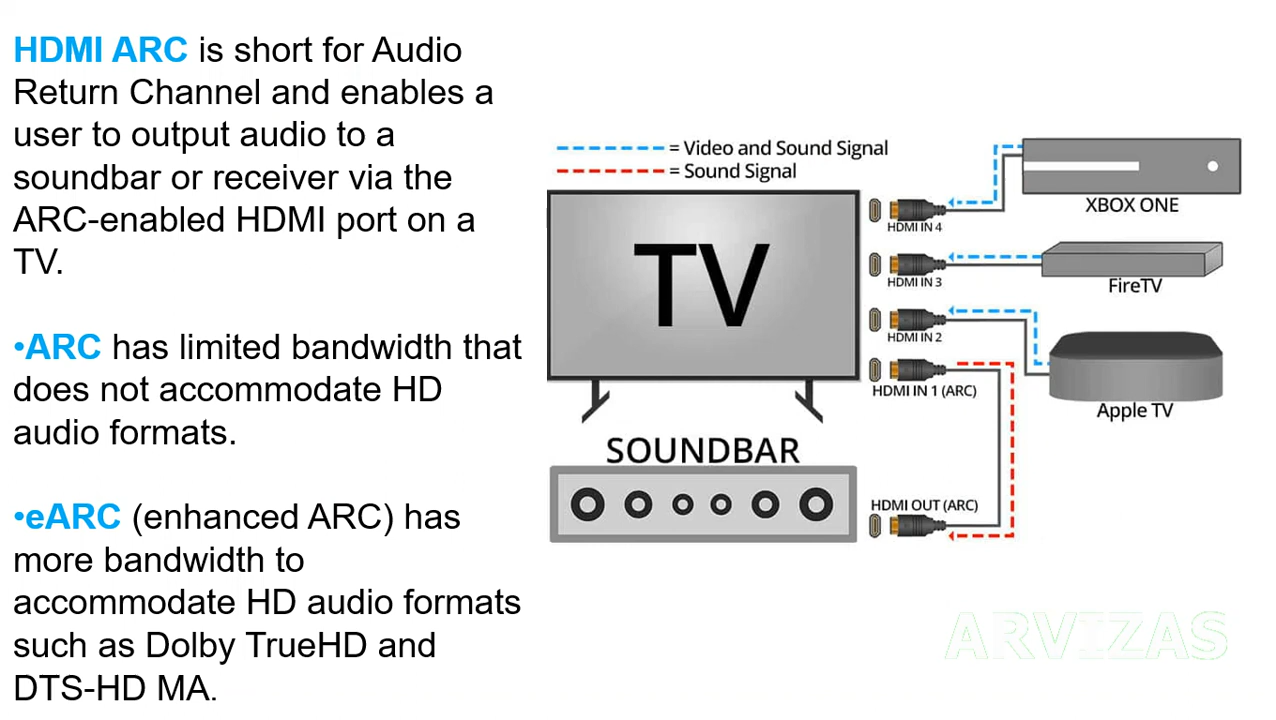 HDMI ARC is short for Audio
Return Channel and enables a
user to output audio to a
soundbar or receiver via the
ARC-enabled HDMI port on a
TV.
•ARC has limited bandwidth that
does not accommodate HD
audio formats.
•eARC (enhanced ARC) has
more bandwidth to
accommodate HD audio formats
such as Dolby TrueHD and
DTS-HD MA.
= Video and Sound Signal
= Sound Signal
TV
XBOX ONE
HDMI IN 4
FireTV
HDMI IN 3
HDMI IN 2
HDMI IN 1 (ARC)
Apple TV
SOUNDBAR
HDMI OUT (ARC)
ARVIZAS